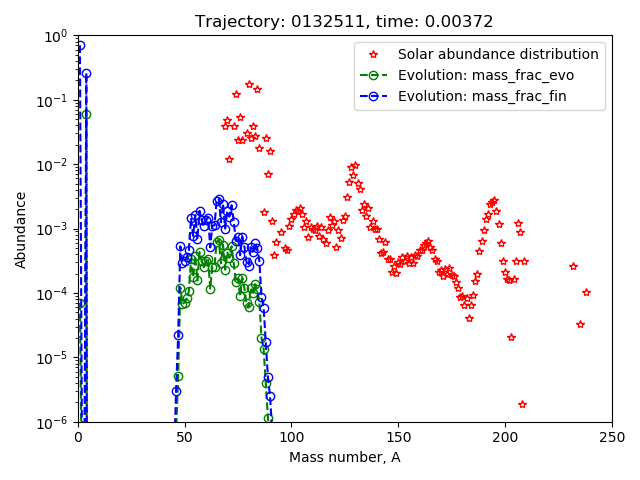 Trajectory: 0132511, time: 0.00372
Solar abundance distribution
Evolution: mass_frac_evo
Evolution: mass_frac_fin
Abundance
10^0
10^-1
10^-2
10^-3
10^-4
10^-5
10^-6
0 50 100 150 200 250
Mass number, A